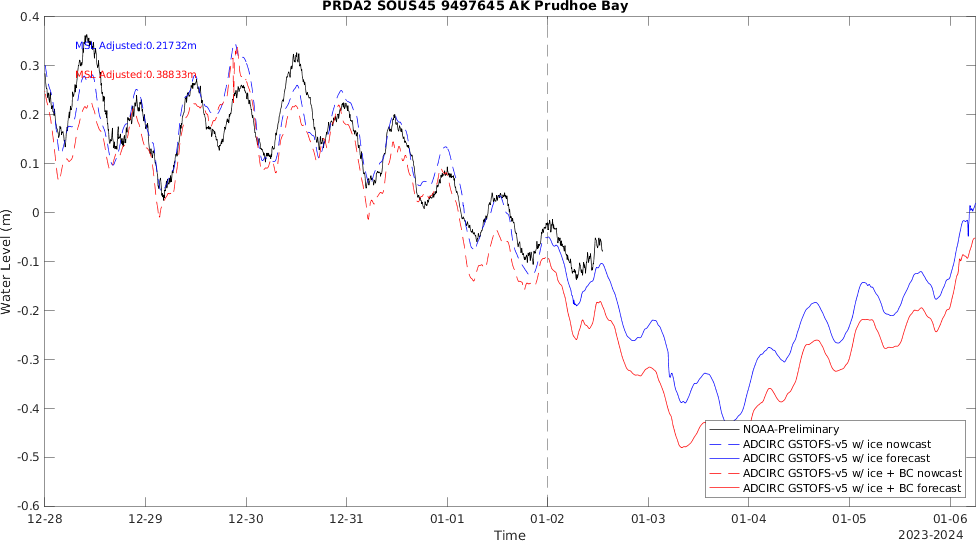 PRDA2 SOUS45 9497645 AK Prudhoe Bay
MSL Adjusted:0.21732m
MSL Adjusted:0.38833m
Water Level (m)
0.4
0.3
0.2
0.1
0
-0.1
-0.2
-0.3
-0.4
-0.5
-0.6
NOAA-Preliminary
ADCIRC GSTOFS-v5 w/ ice nowcast
ADCIRC GSTOFS-v5 w/ ice forecast
ADCIRC GSTOFS-v5 w/ ice + BC nowcast
ADCIRC GSTOFS-v5 w/ ice + BC forecast
12-28 12-29 12-30 12-31 01-01 01-02 01-03 01-04 01-05 01-06
Time
2023-2024